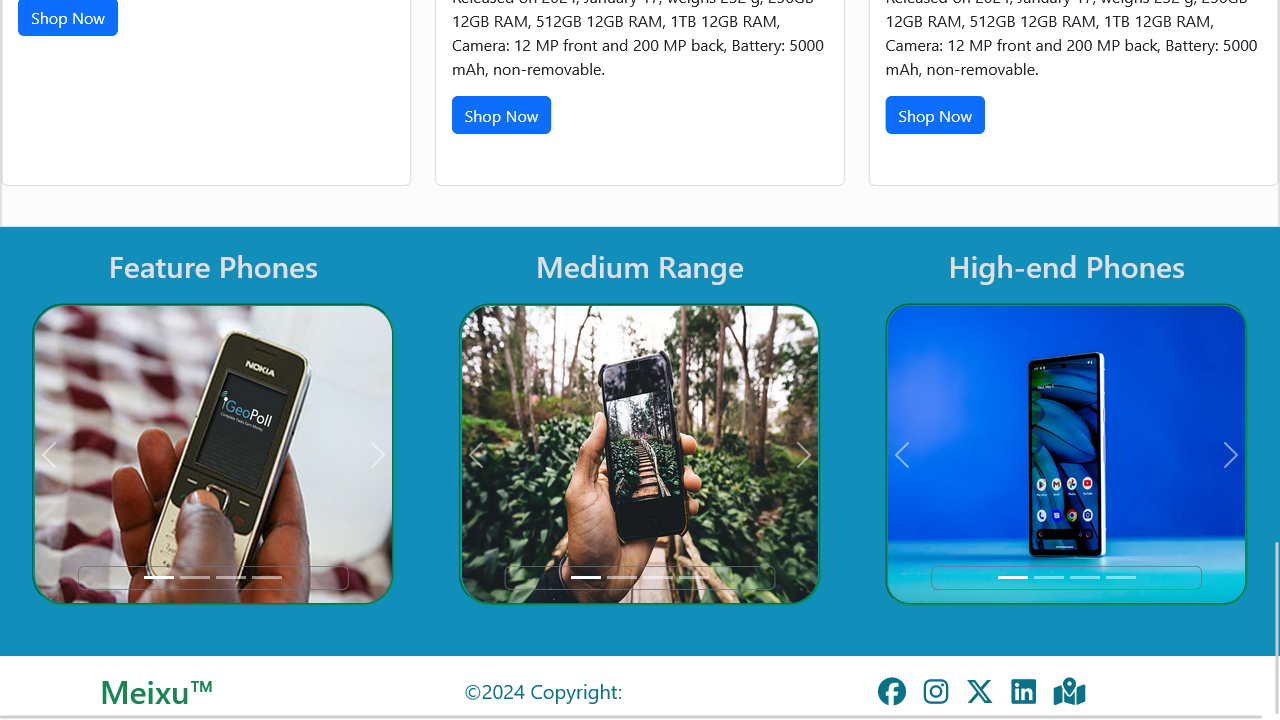 Shop Now
12GB RAM, 512GB 12GB RAM, 1TB 12GB RAM,
Camera: 12 MP front and 200 MP back, Battery: 5000
mAh, non-removable.
Shop Now
12GB RAM, 512GB 12GB RAM, 1TB 12GB RAM,
Camera: 12 MP front and 200 MP back, Battery: 5000
mAh, non-removable.
Shop Now
Feature Phones
NOKIA
iGeoPoll
Medium Range
High-end Phones
Meixu™
©2024 Copyright: